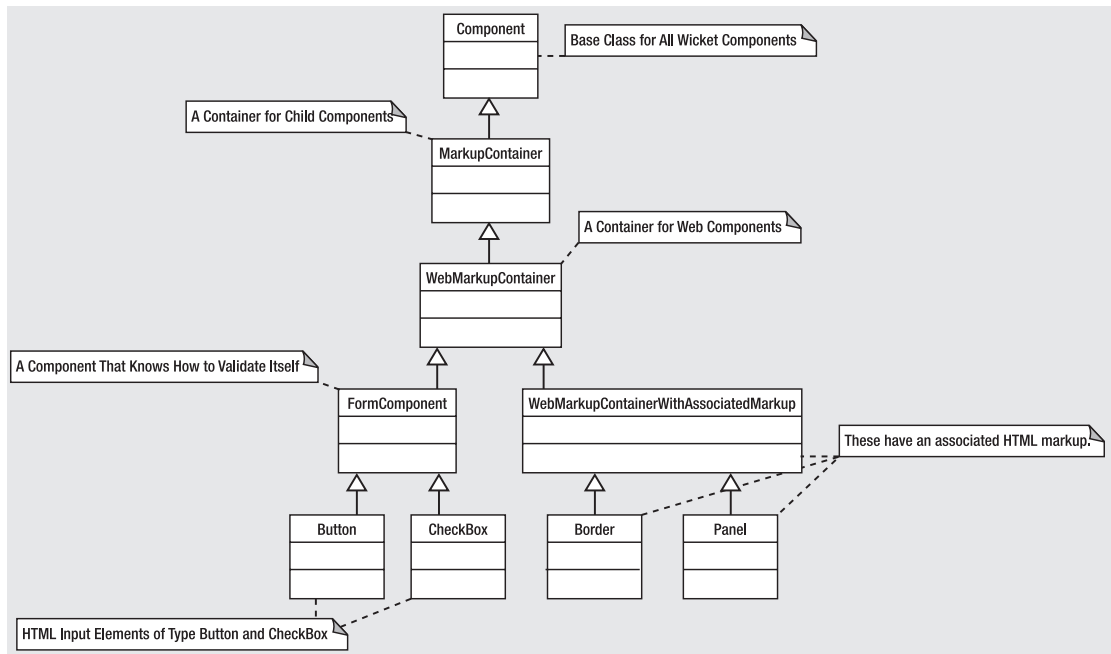 Component
Base Class for All Wicket Components
A Container for Child Components
MarkupContainer
A Container for Web Components
WebMarkupContainer
A Component That Knows How to Validate Itself
FormComponent
WebMarkupContainerWithAssociatedMarkup
These have an associated HTML markup.
Button
CheckBox
Border
Panel
HTML Input Elements of Type Button and CheckBox